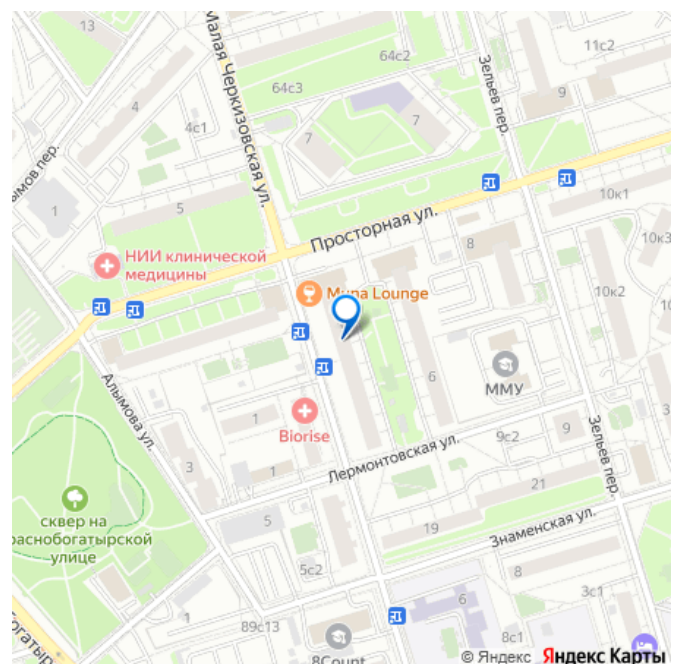 13
Малая Черкизовская ул.
64с2
11с2
Зельев пер.
64с3
9
4
4с1
7
7
1
5
10к1
Просторная ул.
8
10к3
НИИ клинической
медицины
10к2
Lounge
Алымова ул.
6
ММУ
1
Biorise
3
1
Лермонтовская ул.
9с2
9
Зельев пер.
21
сквер на
раснобогатырской
улице
5
19
Знаменская ул.
5с2
8
3с1
6
1
89с13
8Count
8с1
© Яндекс Яндекс Карты